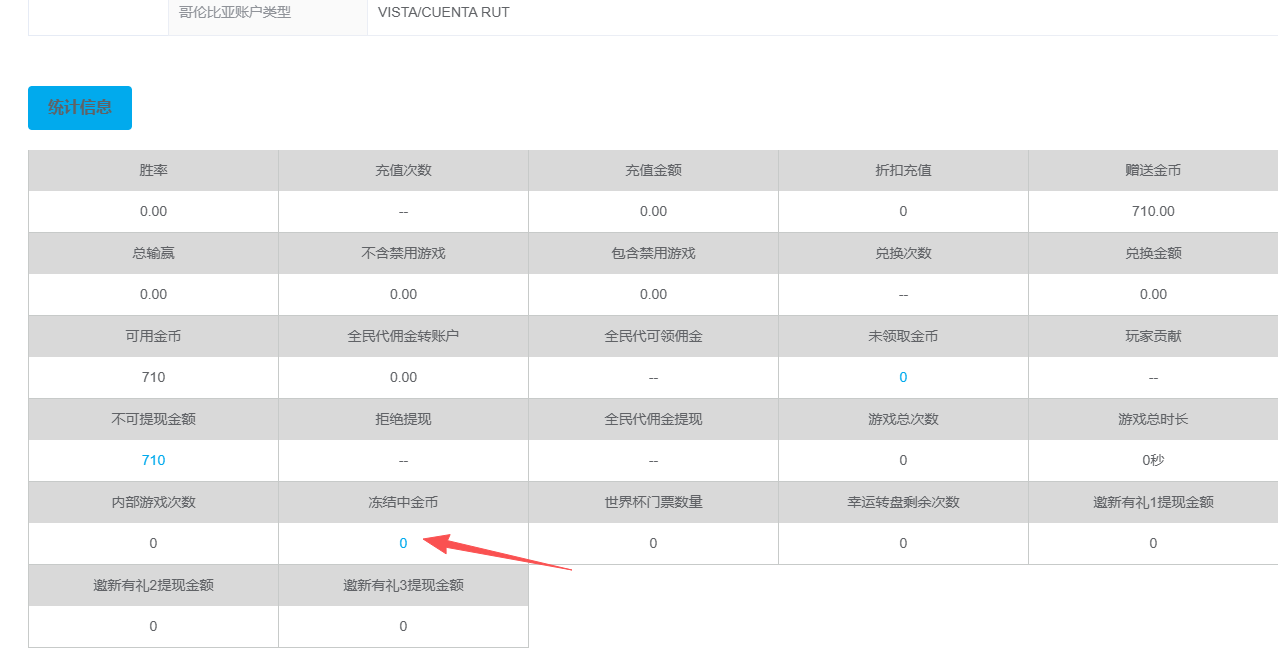 哥伦比亚账户类型 VISTA/CUENTA RUT
统计信息
胜率 充值次数 充值金额 折扣充值 赠送金币
0.00 -- 0.00 0 710.00
总输赢 不含禁用游戏 包含禁用游戏 兑换次数 兑换金额
0.00 0.00 0.00 -- 0.00
可用金币 全民代佣金转账户 全民代可领佣金 未领取金币 玩家贡献
710 0.00 -- 0 --
不可提现金额 拒绝提现 全民代佣金提现 游戏总次数 游戏总时长
710 -- -- 0 0秒
内部游戏次数 冻结中金币 世界杯门票数量 幸运转盘剩余次数 邀新有礼1提现金额
0 0 0 0 0
邀新有礼2提现金额 邀新有礼3提现金额
0 0